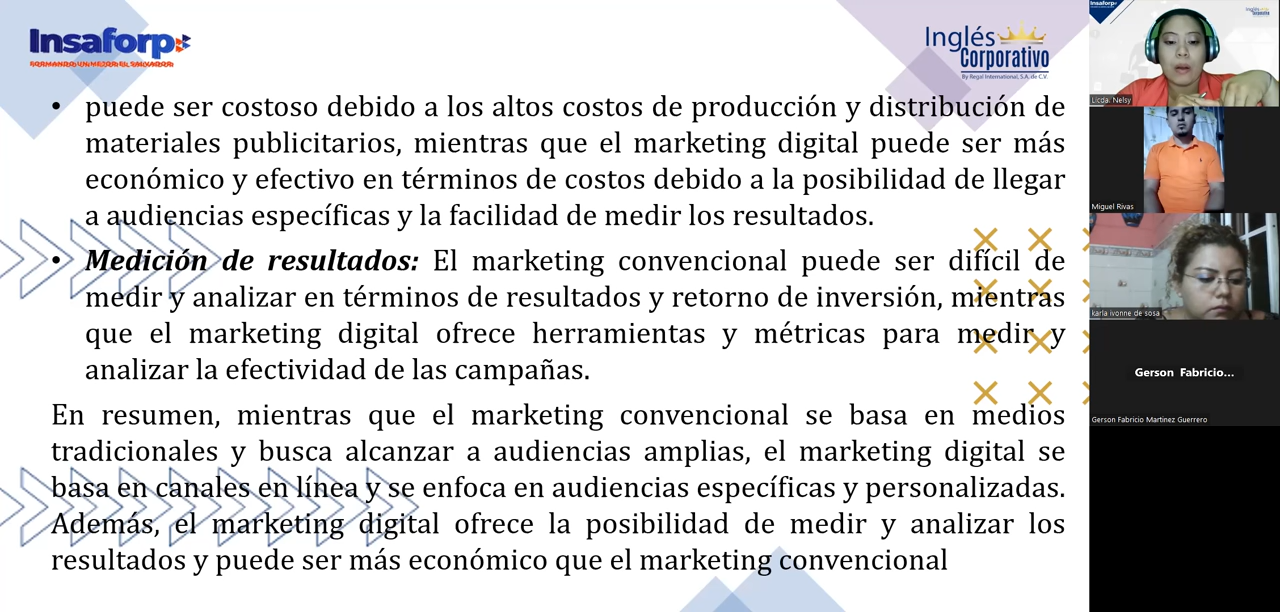 Insaforp
FORMANDO UN MEJOR EL SALVADOR
Inglés
Corporativo
By Regal International, S.A. de C.V.
• puede ser costoso debido a los altos costos de producción y distribución de
materiales publicitarios, mientras que el marketing digital puede ser más
económico y efectivo en términos de costos debido a la posibilidad de llegar
a audiencias específicas y la facilidad de medir los resultados.
• Medición de resultados: El marketing convencional puede ser difícil de
medir y analizar en términos de resultados y retorno de inversión, mientras
que el marketing digital ofrece herramientas y métricas para medir y
analizar la efectividad de las campañas.
En resumen, mientras que el marketing convencional se basa en medios
tradicionales y busca alcanzar a audiencias amplias, el marketing digital se
basa en canales en línea y se enfoca en audiencias específicas y personalizadas.
Además, el marketing digital ofrece la posibilidad de medir y analizar los
resultados y puede ser más económico que el marketing convencional
Insaforp
Licda. Nelsy
Miguel Rivas
karla ivonne de sosa
Gerson Fabricio...
Gerson Fabricio Martinez Guerrero